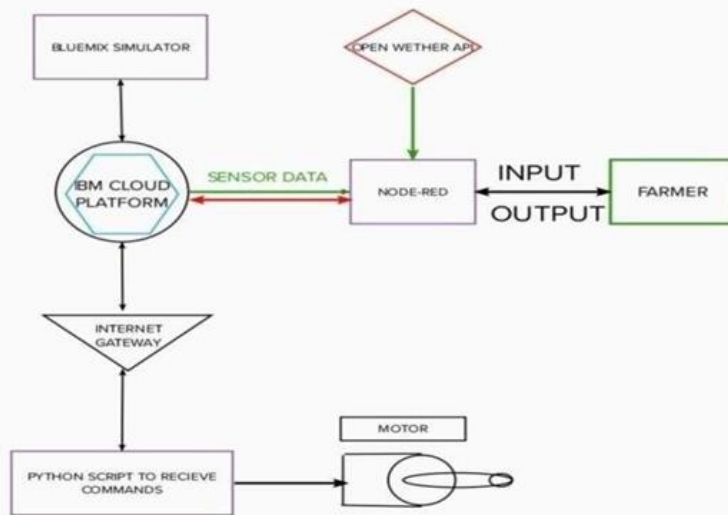 BLUEMIX SIMULATOR
OPEN WETHER API
IBM CLOUD
PLATFORM
SENSOR DATA
NODE-RED
INPUT
OUTPUT
FARMER
INTERNET
GATEWAY
MOTOR
PYTHON SCRIPT TO RECIEVE
COMMANDS